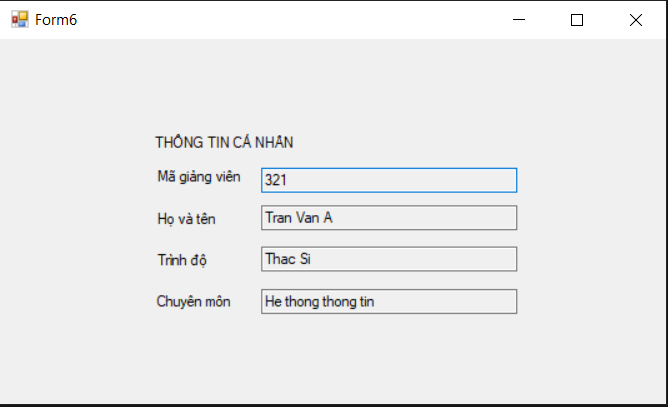 Form6
THÔNG TIN CÁ NHÂN
Mã giảng viên 321
Họ và tên Tran Van A
Trình độ Thac Si
Chuyên môn He thong thong tin